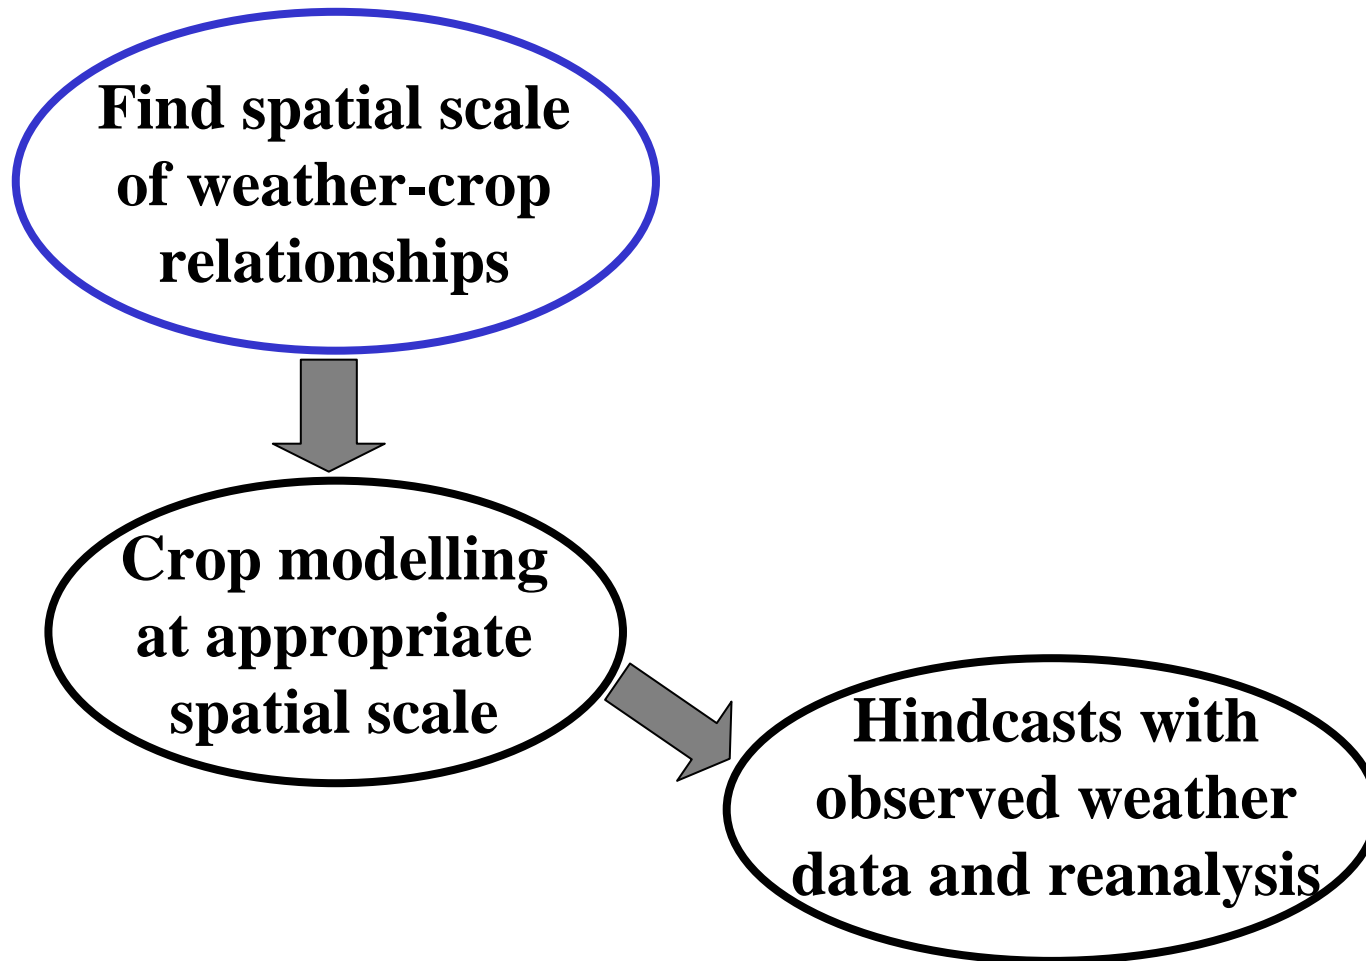 Find spatial scale
of weather-crop
relationships
Crop modelling
at appropriate
spatial scale
Hindcasts with
observed weather
data and reanalysis